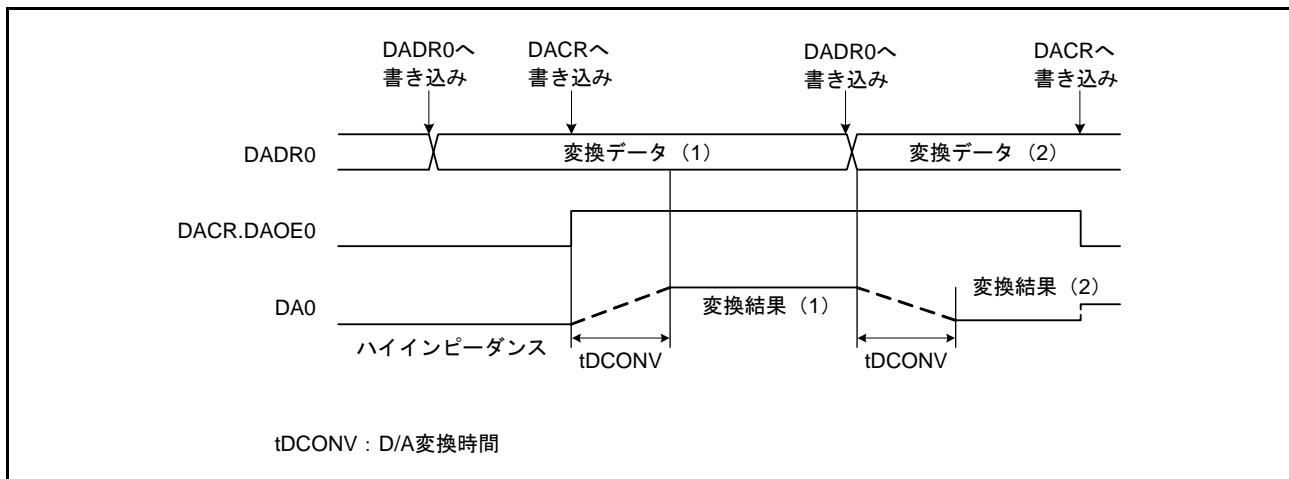 DADR0へ
書き込み
DACRへ
書き込み
DADR0へ
書き込み
DACRへ
書き込み
DADR0
変換データ（1）
変換データ（2）
DACR.DAOE0
DA0
変換結果（1）
変換結果（2）
ハイインピーダンス
tDCONV
tDCONV
tDCONV：D/A変換時間